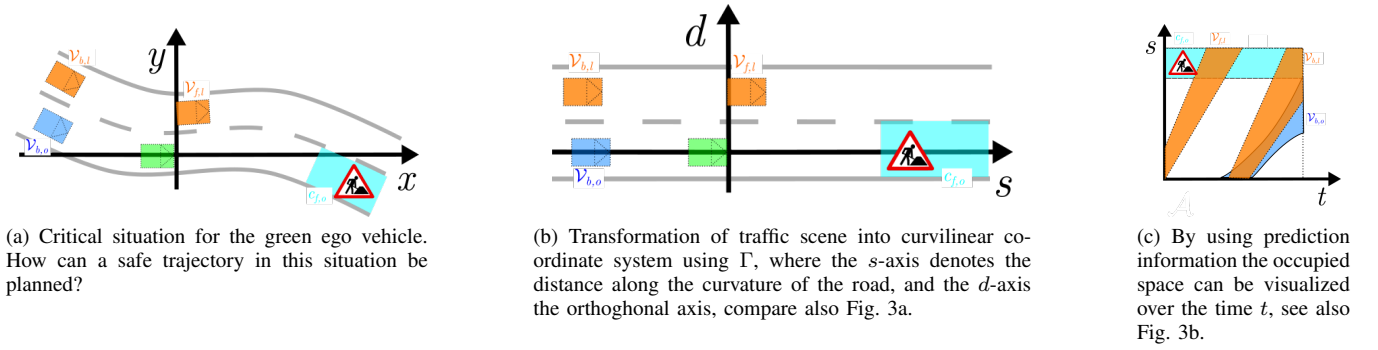 y
𝒱_{b,l}
𝒱_{f,l}
𝒱_{b,o}
x
c_{f,o}
(a) Critical situation for the green ego vehicle.
How can a safe trajectory in this situation be
planned?
d
𝒱_{b,l}
𝒱_{f,l}
𝒱_{b,o}
c_{f,o}
s
(b) Transformation of traffic scene into curvilinear co-
ordinate system using Γ, where the s-axis denotes the
distance along the curvature of the road, and the d-axis
the orthoghonal axis, compare also Fig. 3a.
s
c_{f,o}
𝒱_{f,l}
𝒱_{b,l}
𝒱_{b,o}
𝒜
t
(c) By using prediction
information the occupied
space can be visualized
over the time t, see also
Fig. 3b.